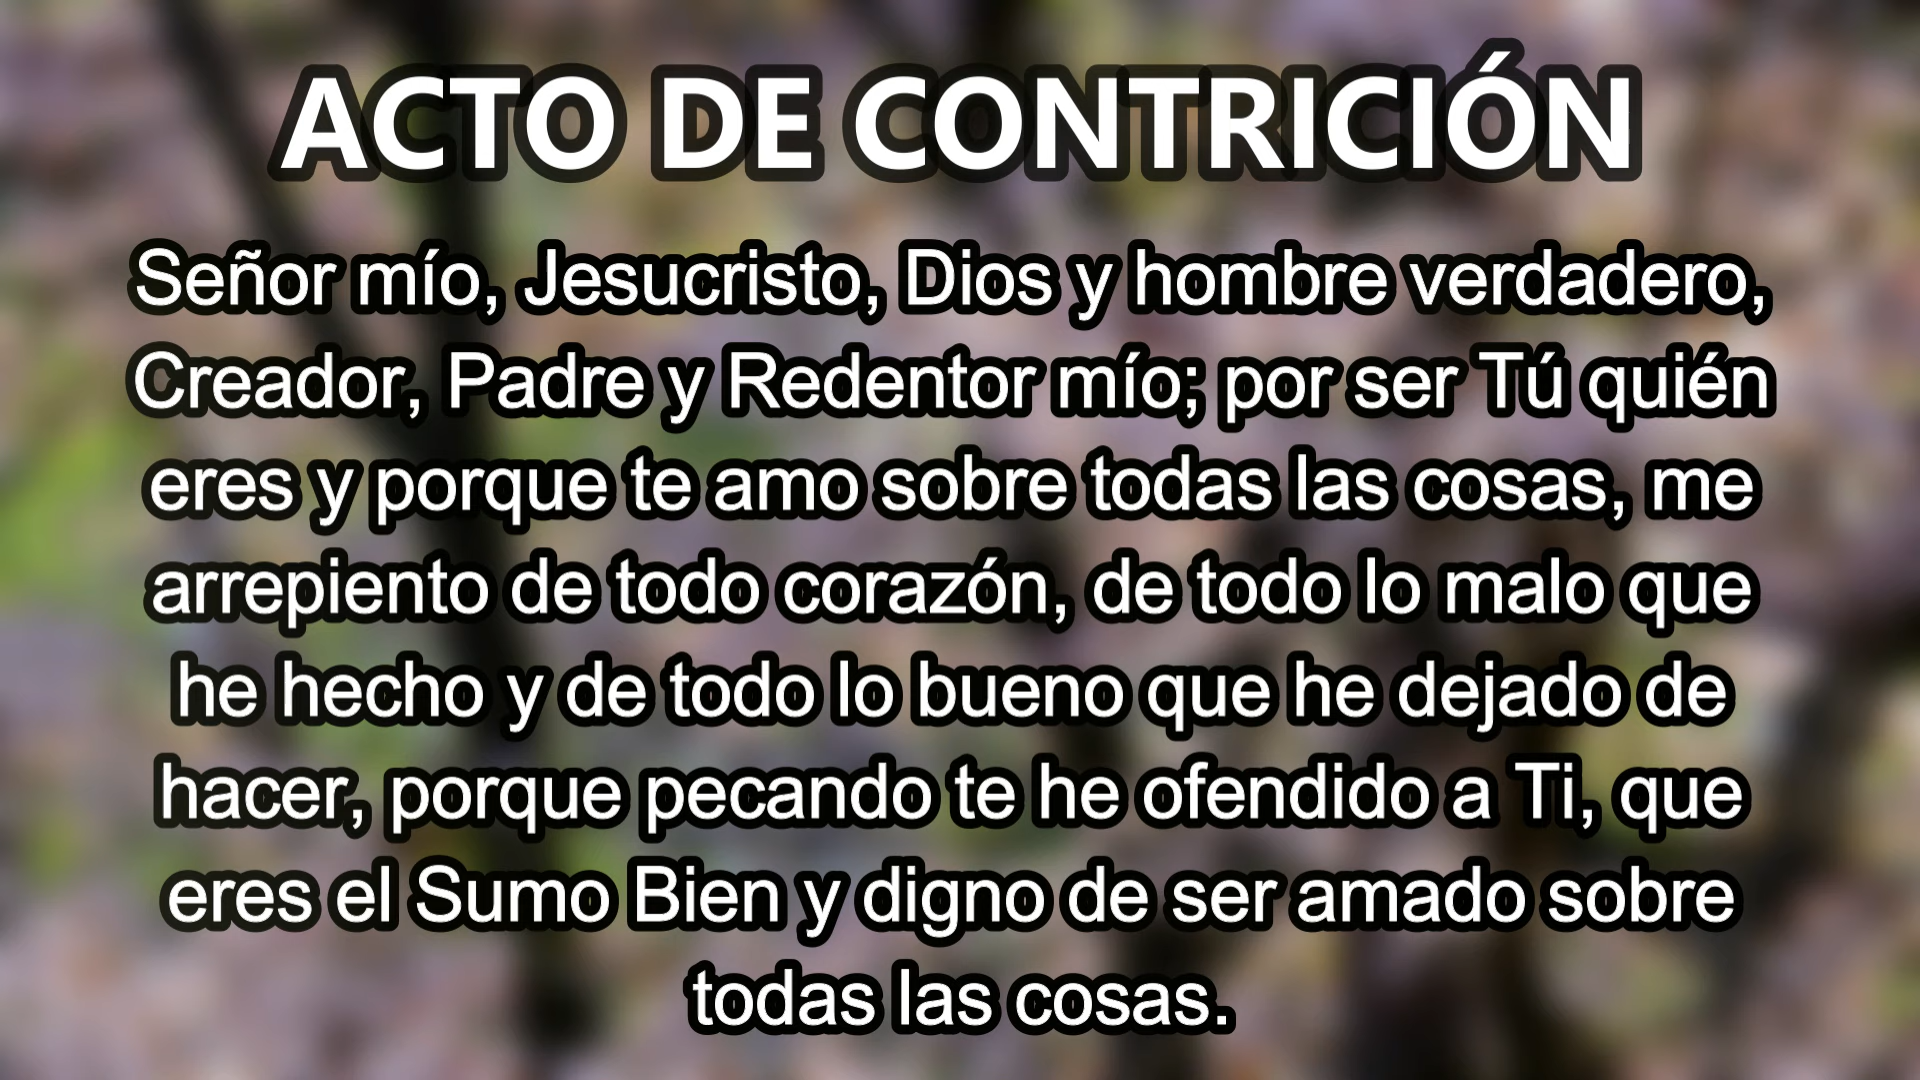 ACTO DE CONTRICIÓN
Señor mío, Jesucristo, Dios y hombre verdadero,
Creador, Padre y Redentor mío; por ser Tú quién
eres y porque te amo sobre todas las cosas, me
arrepiento de todo corazón, de todo lo malo que
he hecho y de todo lo bueno que he dejado de
hacer, porque pecando te he ofendido a Ti, que
eres el Sumo Bien y digno de ser amado sobre
todas las cosas.